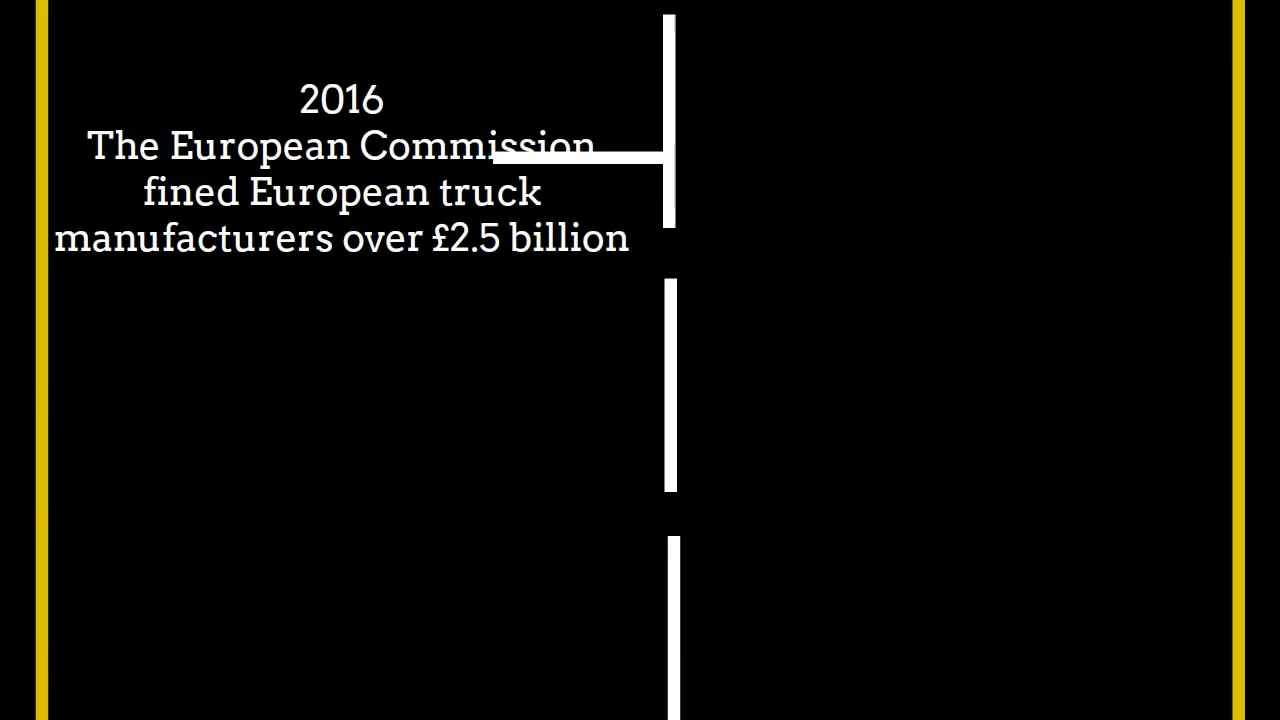 2016
The European Commission
fined European truck
manufacturers over £2.5 billion